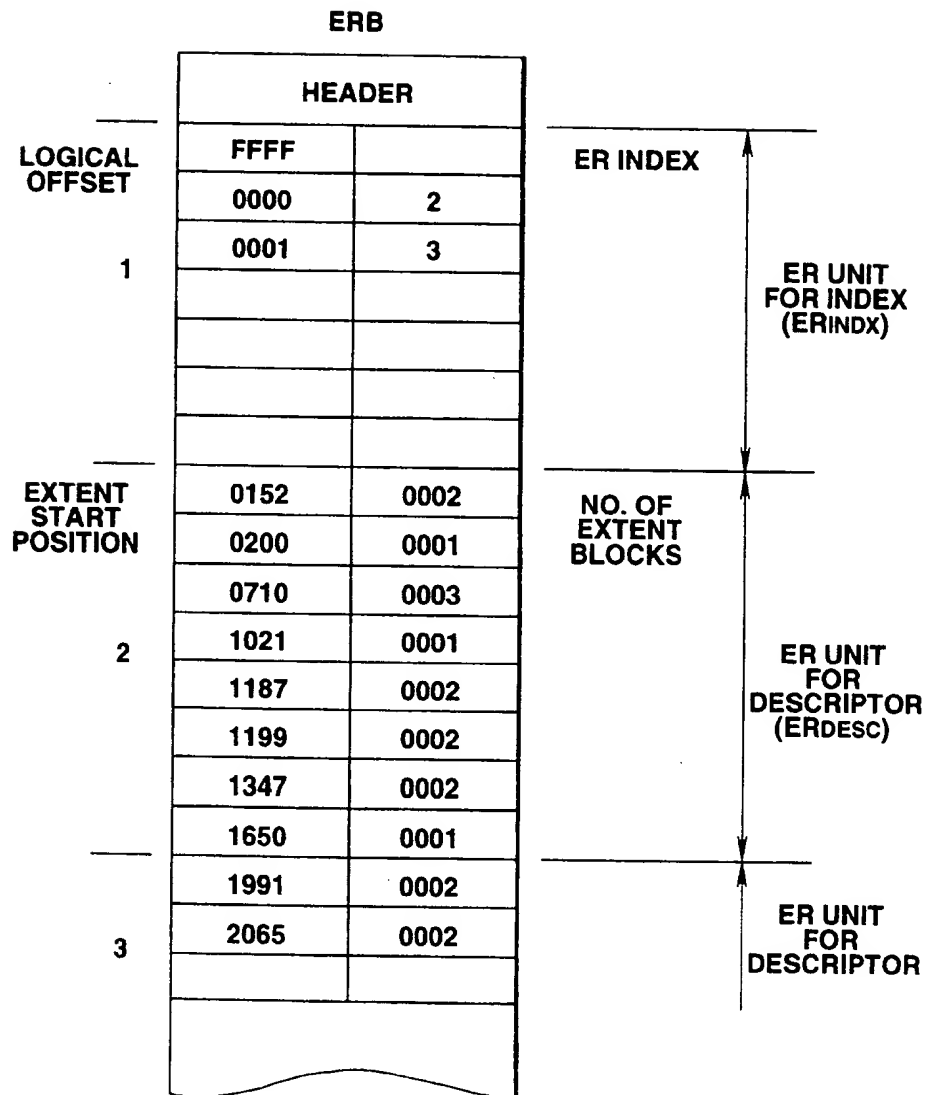 ERB
HEADER
LOGICAL
OFFSET
FFFF
ER INDEX
0000 2
0001 3
1
ER UNIT
FOR INDEX
(ERINDX)
EXTENT
START
POSITION
0152 0002
NO. OF
EXTENT
BLOCKS
0200 0001
0710 0003
1021 0001
2
1187 0002
1199 0002
1347 0002
1650 0001
ER UNIT
FOR
DESCRIPTOR
(ERDESC)
1991 0002
2065 0002
3
ER UNIT
FOR
DESCRIPTOR